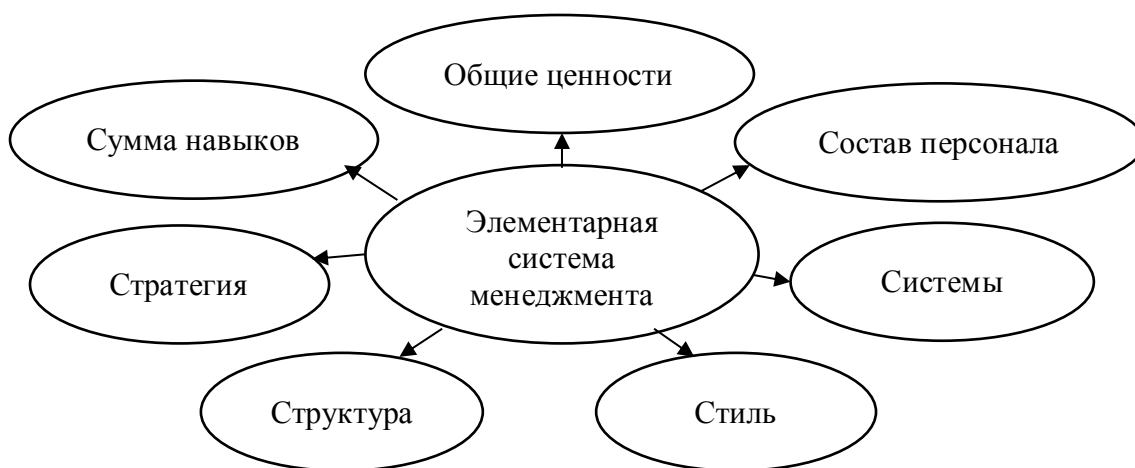 Общие ценности
Сумма навыков
Состав персонала
Элементарная
система
менеджмента
Стратегия
Системы
Структура
Стиль